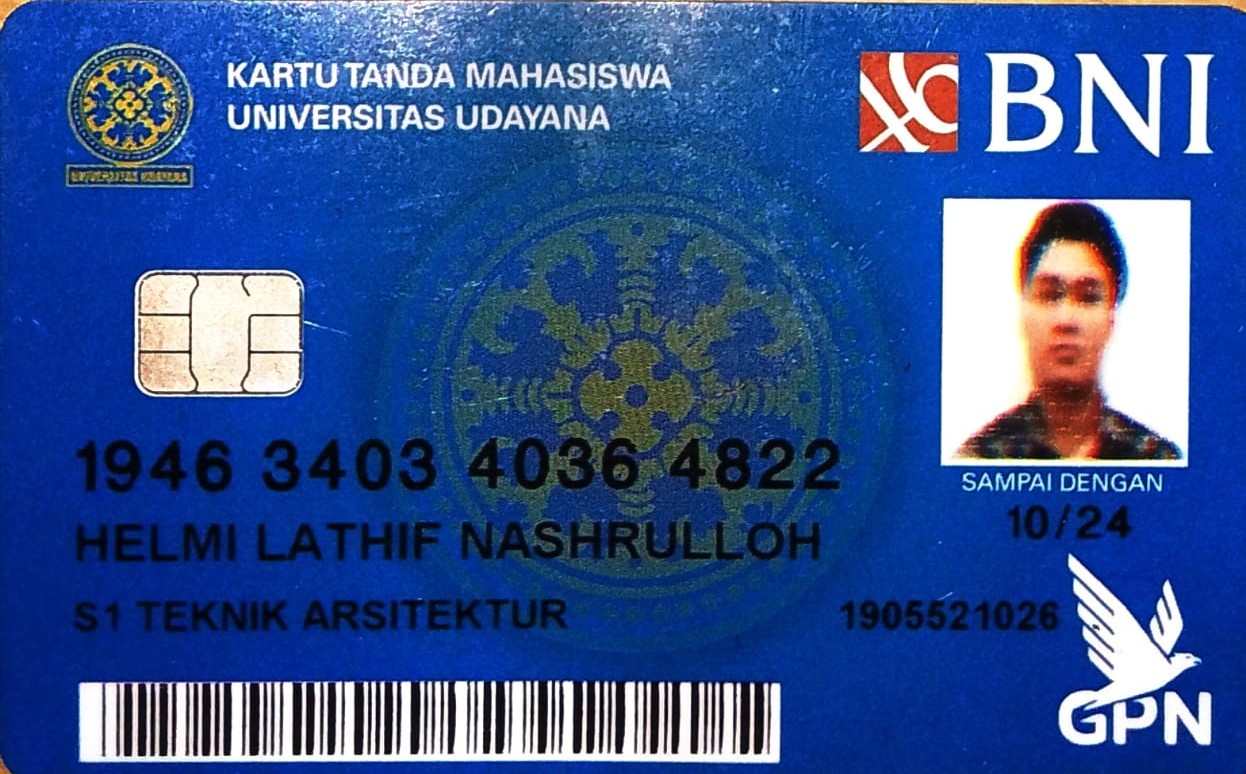 KARTU TANDA MAHASISWA
UNIVERSITAS UDAYANA
UNIVERSITAS UDAYANA
BNI
1946 3403 4036 4822
SAMPAI DENGAN
10/24
HELMI LATHIF NASHRULLOH
S1 TEKNIK ARSITEKTUR
1905521026
GPN